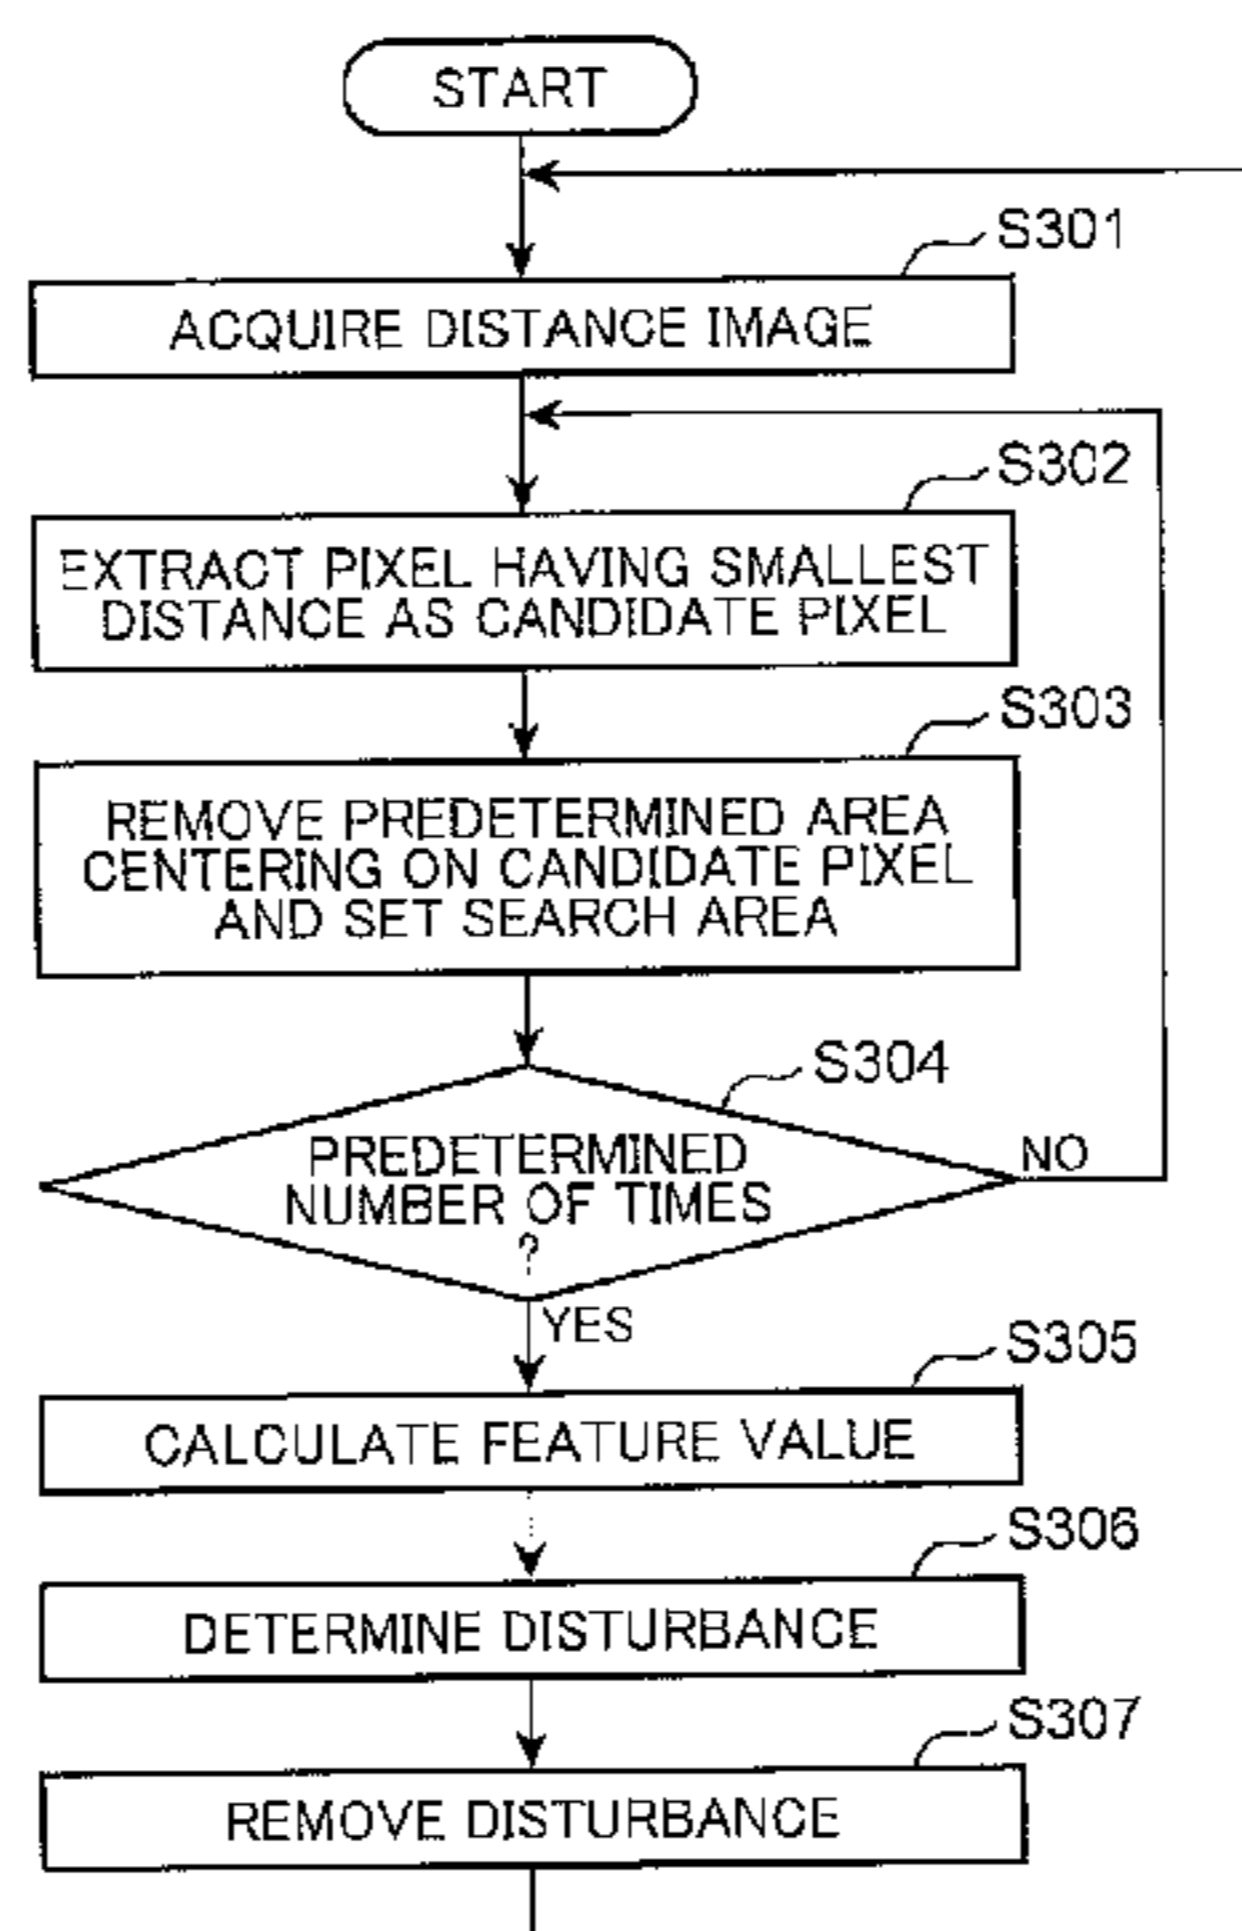 START
S301
ACQUIRE DISTANCE IMAGE
S302
EXTRACT PIXEL HAVING SMALLEST
DISTANCE AS CANDIDATE PIXEL
S303
REMOVE PREDETERMINED AREA
CENTERING ON CANDIDATE PIXEL
AND SET SEARCH AREA
S304
PREDETERMINED
NUMBER OF TIMES
?
NO
YES
S305
CALCULATE FEATURE VALUE
S306
DETERMINE DISTURBANCE
S307
REMOVE DISTURBANCE